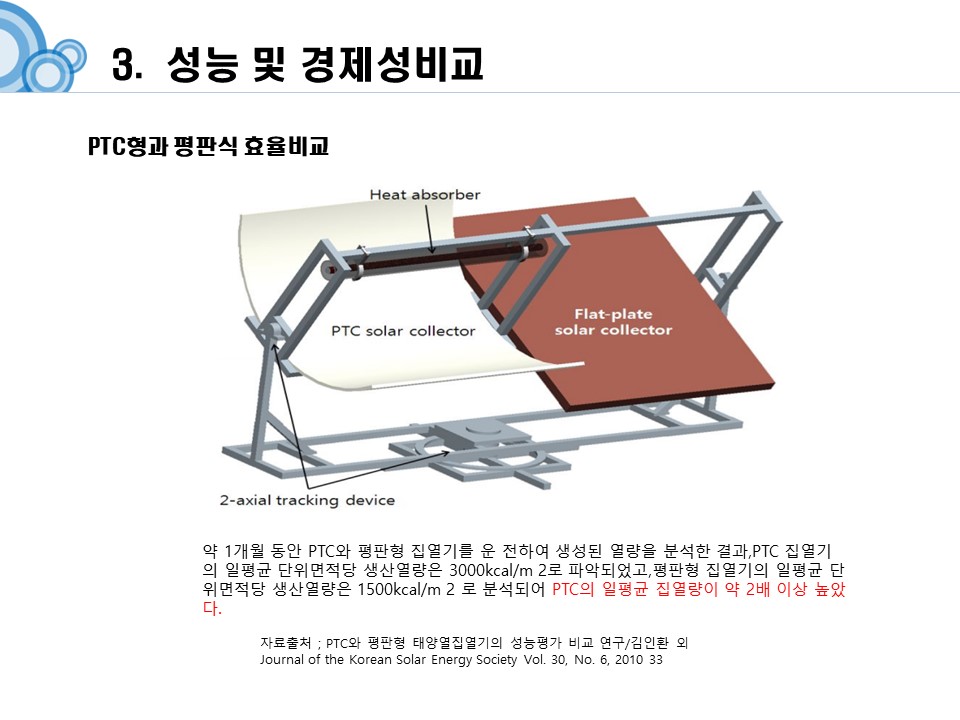 3. 성능 및 경제성비교
PTC형과 평판식 효율비교
Heat absorber
PTC solar collector
Flat-plate
solar collector
2-axial tracking device
약 1개월 동안 PTC와 평판형 집열기를 운 전하여 생성된 열량을 분석한 결과,PTC 집열기
의 일평균 단위면적당 생산열량은 3000kcal/m 2로 파악되었고,평판형 집열기의 일평균 단
위면적당 생산열량은 1500kcal/m 2 로 분석되어 PTC의 일평균 집열량이 약 2배 이상 높았
다.
자료출처 ; PTC와 평판형 태양열집열기의 성능평가 비교 연구/김인환 외
Journal of the Korean Solar Energy Society Vol. 30, No. 6, 2010 33